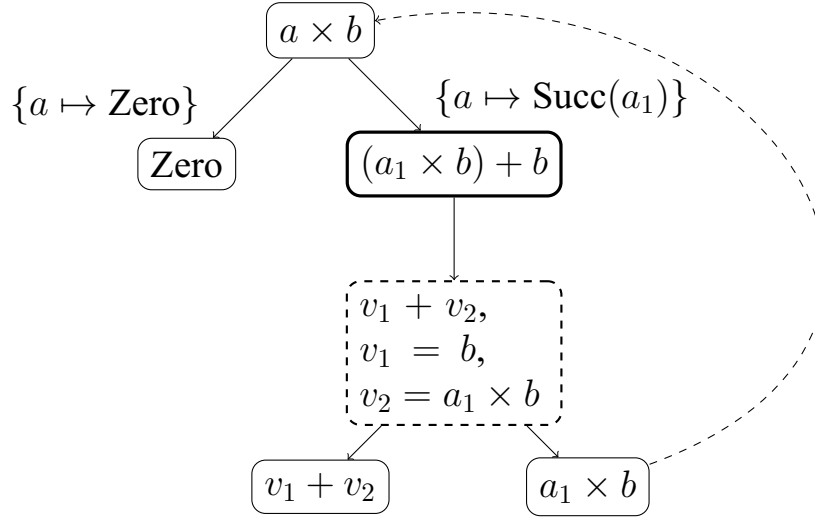 a × b
{a ↦ Zero}
{a ↦ Succ(a₁)}
Zero
(a₁ × b) + b
v₁ + v₂,
v₁ = b,
v₂ = a₁ × b
v₁ + v₂
a₁ × b